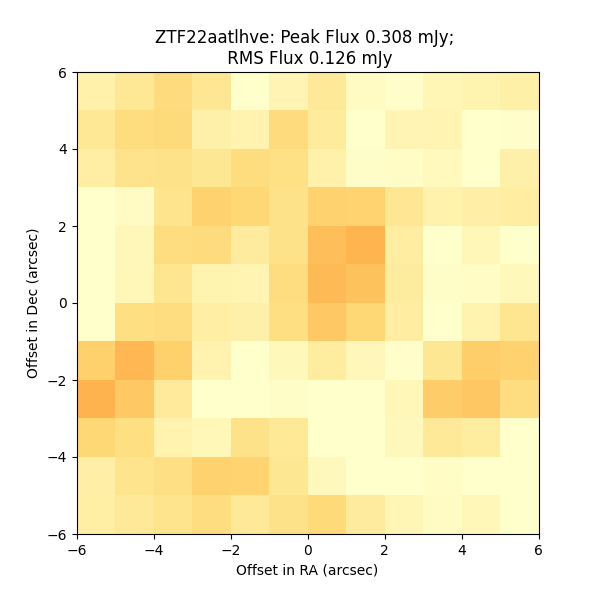 ZTF22aatlhve: Peak Flux 0.308 mJy;
RMS Flux 0.126 mJy
6
4
2
0
−2
−4
−6
Offset in Dec (arcsec)
−6 −4 −2 0 2 4 6
Offset in RA (arcsec)